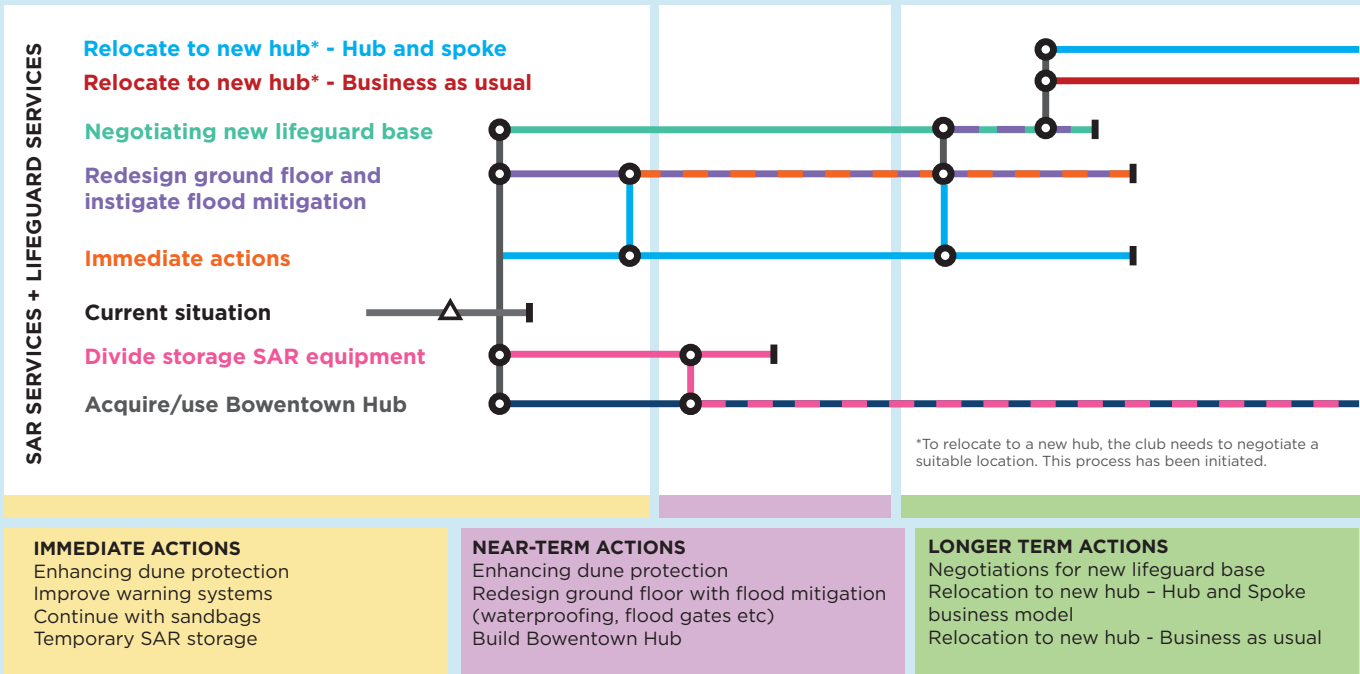 SAR SERVICES + LIFEGUARD SERVICES
Relocate to new hub* - Hub and spoke
Relocate to new hub* - Business as usual
Negotiating new lifeguard base
Redesign ground floor and
instigate flood mitigation
Immediate actions
Current situation
Divide storage SAR equipment
Acquire/use Bowentown Hub
*To relocate to a new hub, the club needs to negotiate a
suitable location. This process has been initiated.
IMMEDIATE ACTIONS
Enhancing dune protection
Improve warning systems
Continue with sandbags
Temporary SAR storage
NEAR-TERM ACTIONS
Enhancing dune protection
Redesign ground floor with flood mitigation
(waterproofing, flood gates etc)
Build Bowentown Hub
LONGER TERM ACTIONS
Negotiations for new lifeguard base
Relocation to new hub – Hub and Spoke
business model
Relocation to new hub - Business as usual